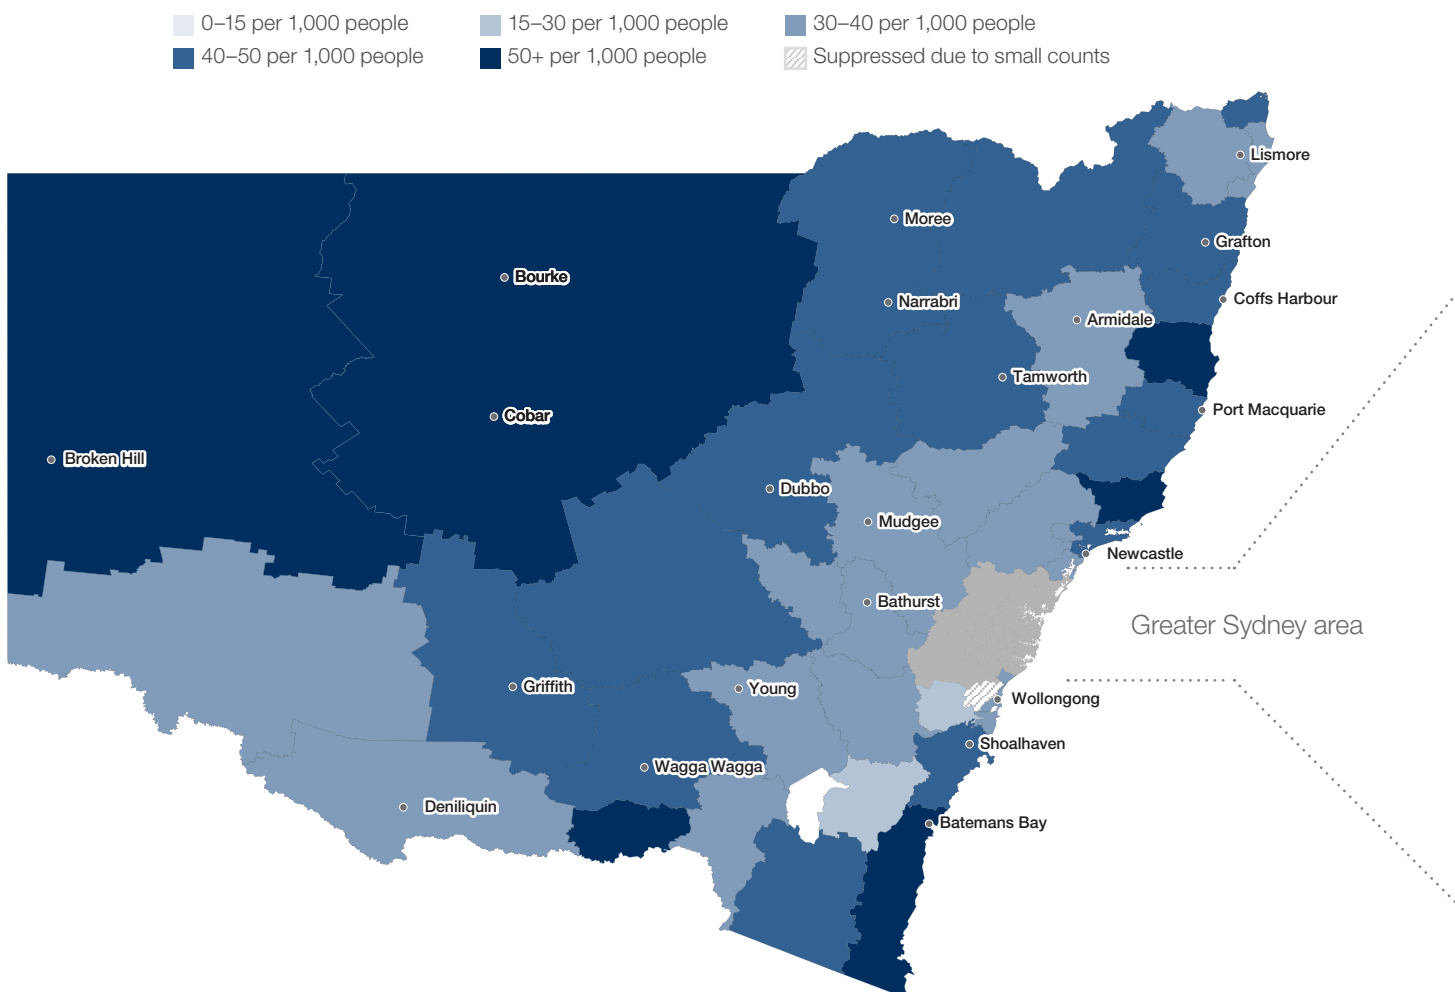 0–15 per 1,000 people
15–30 per 1,000 people
30–40 per 1,000 people
40–50 per 1,000 people
50+ per 1,000 people
Suppressed due to small counts
Lismore
Moree
Grafton
Bourke
Narrabri
Coffs Harbour
Armidale
Tamworth
Cobar
Port Macquarie
Broken Hill
Dubbo
Mudgee
Newcastle
Bathurst
Greater Sydney area
Griffith
Young
Wollongong
Shoalhaven
Wagga Wagga
Deniliquin
Batemans Bay